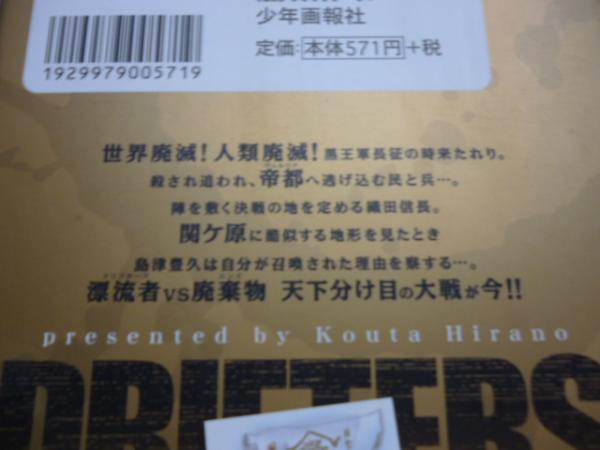 少年画報社
1929979005719
定価：本体571円+税
世界廃滅！人類廃滅！黒王軍長征の時来たれり。
殺され追われ、帝都へ逃げ込む民と兵…。
陣を敷く決戦の地を定める織田信長。
関ケ原に酷似する地形を見たとき
島津豊久は自分が召喚された理由を察する…。
漂流者vs廃棄物 天下分け目の大戦が今!!
presented by Kouta Hirano
DRIFTERS